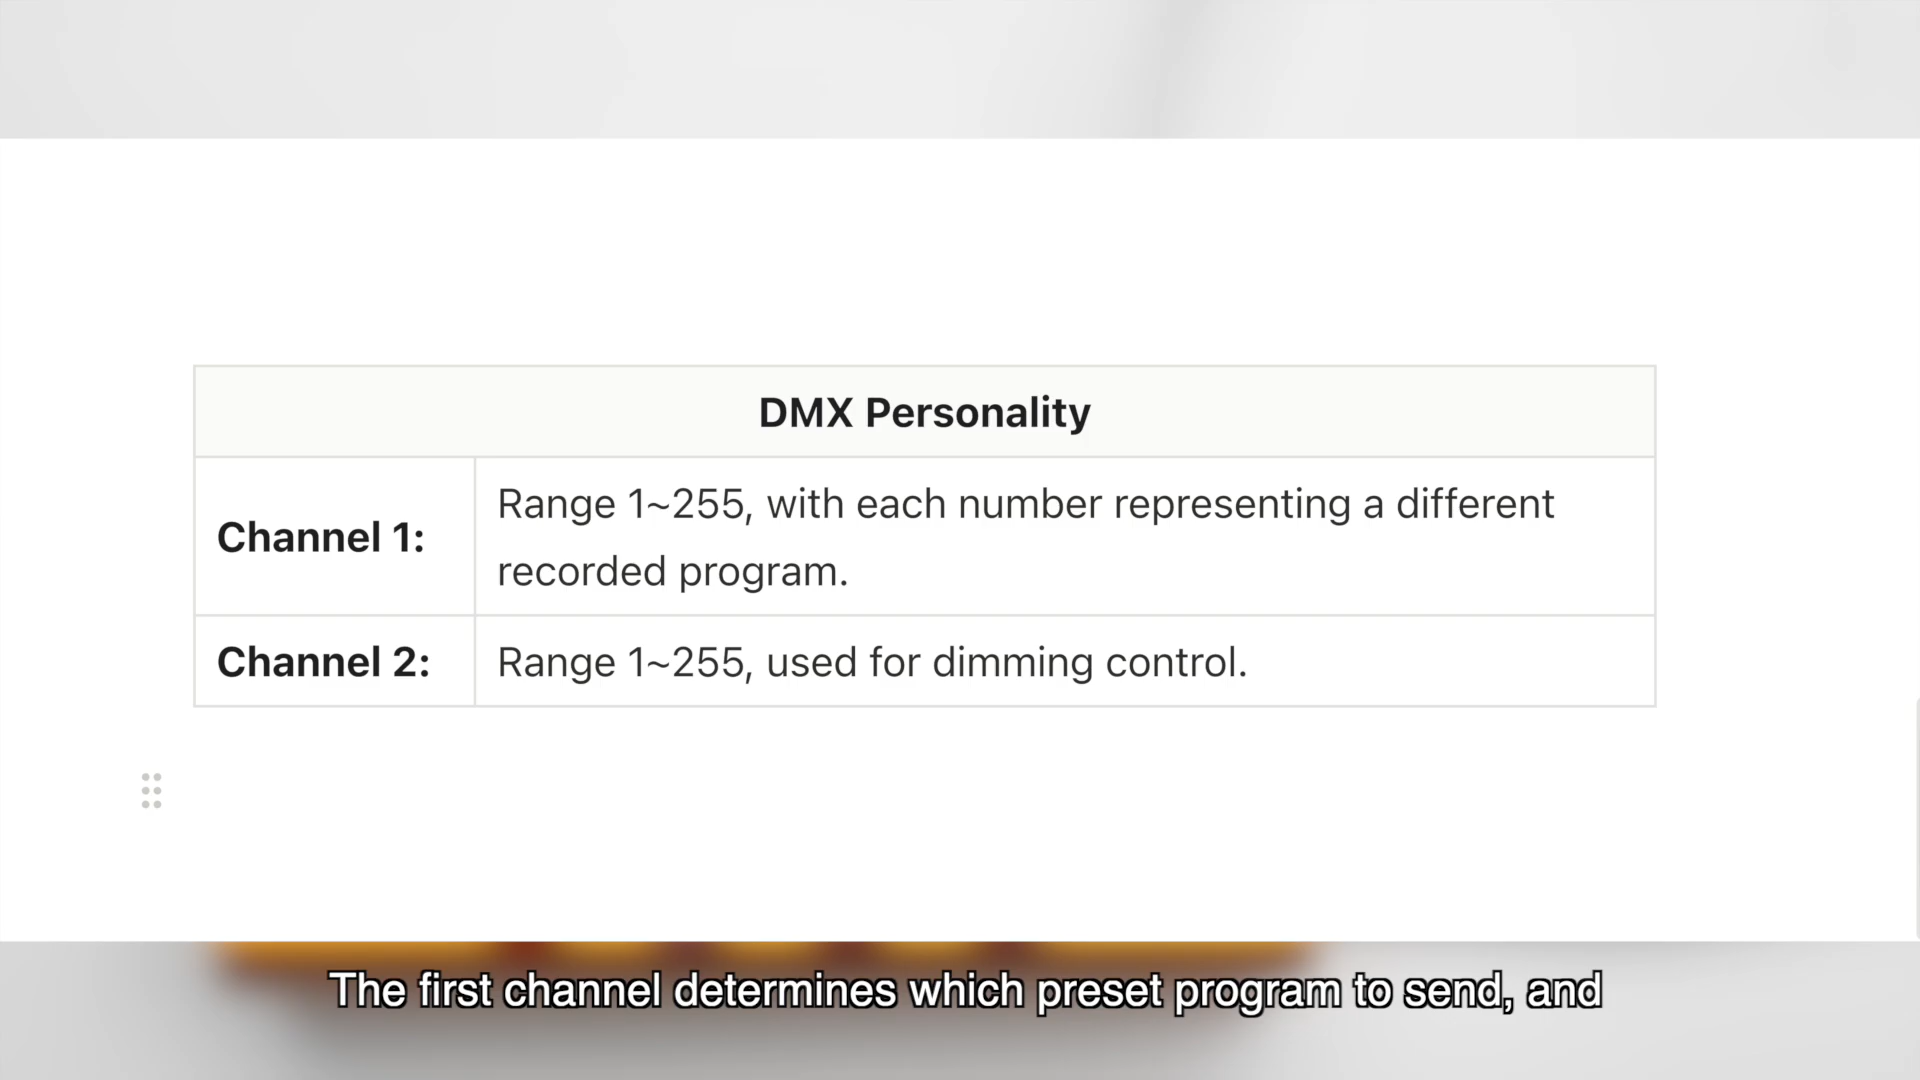 DMX Personality
Channel 1:
Range 1~255, with each number representing a different
recorded program.
Channel 2:
Range 1~255, used for dimming control.
The first channel determines which preset program to send, and